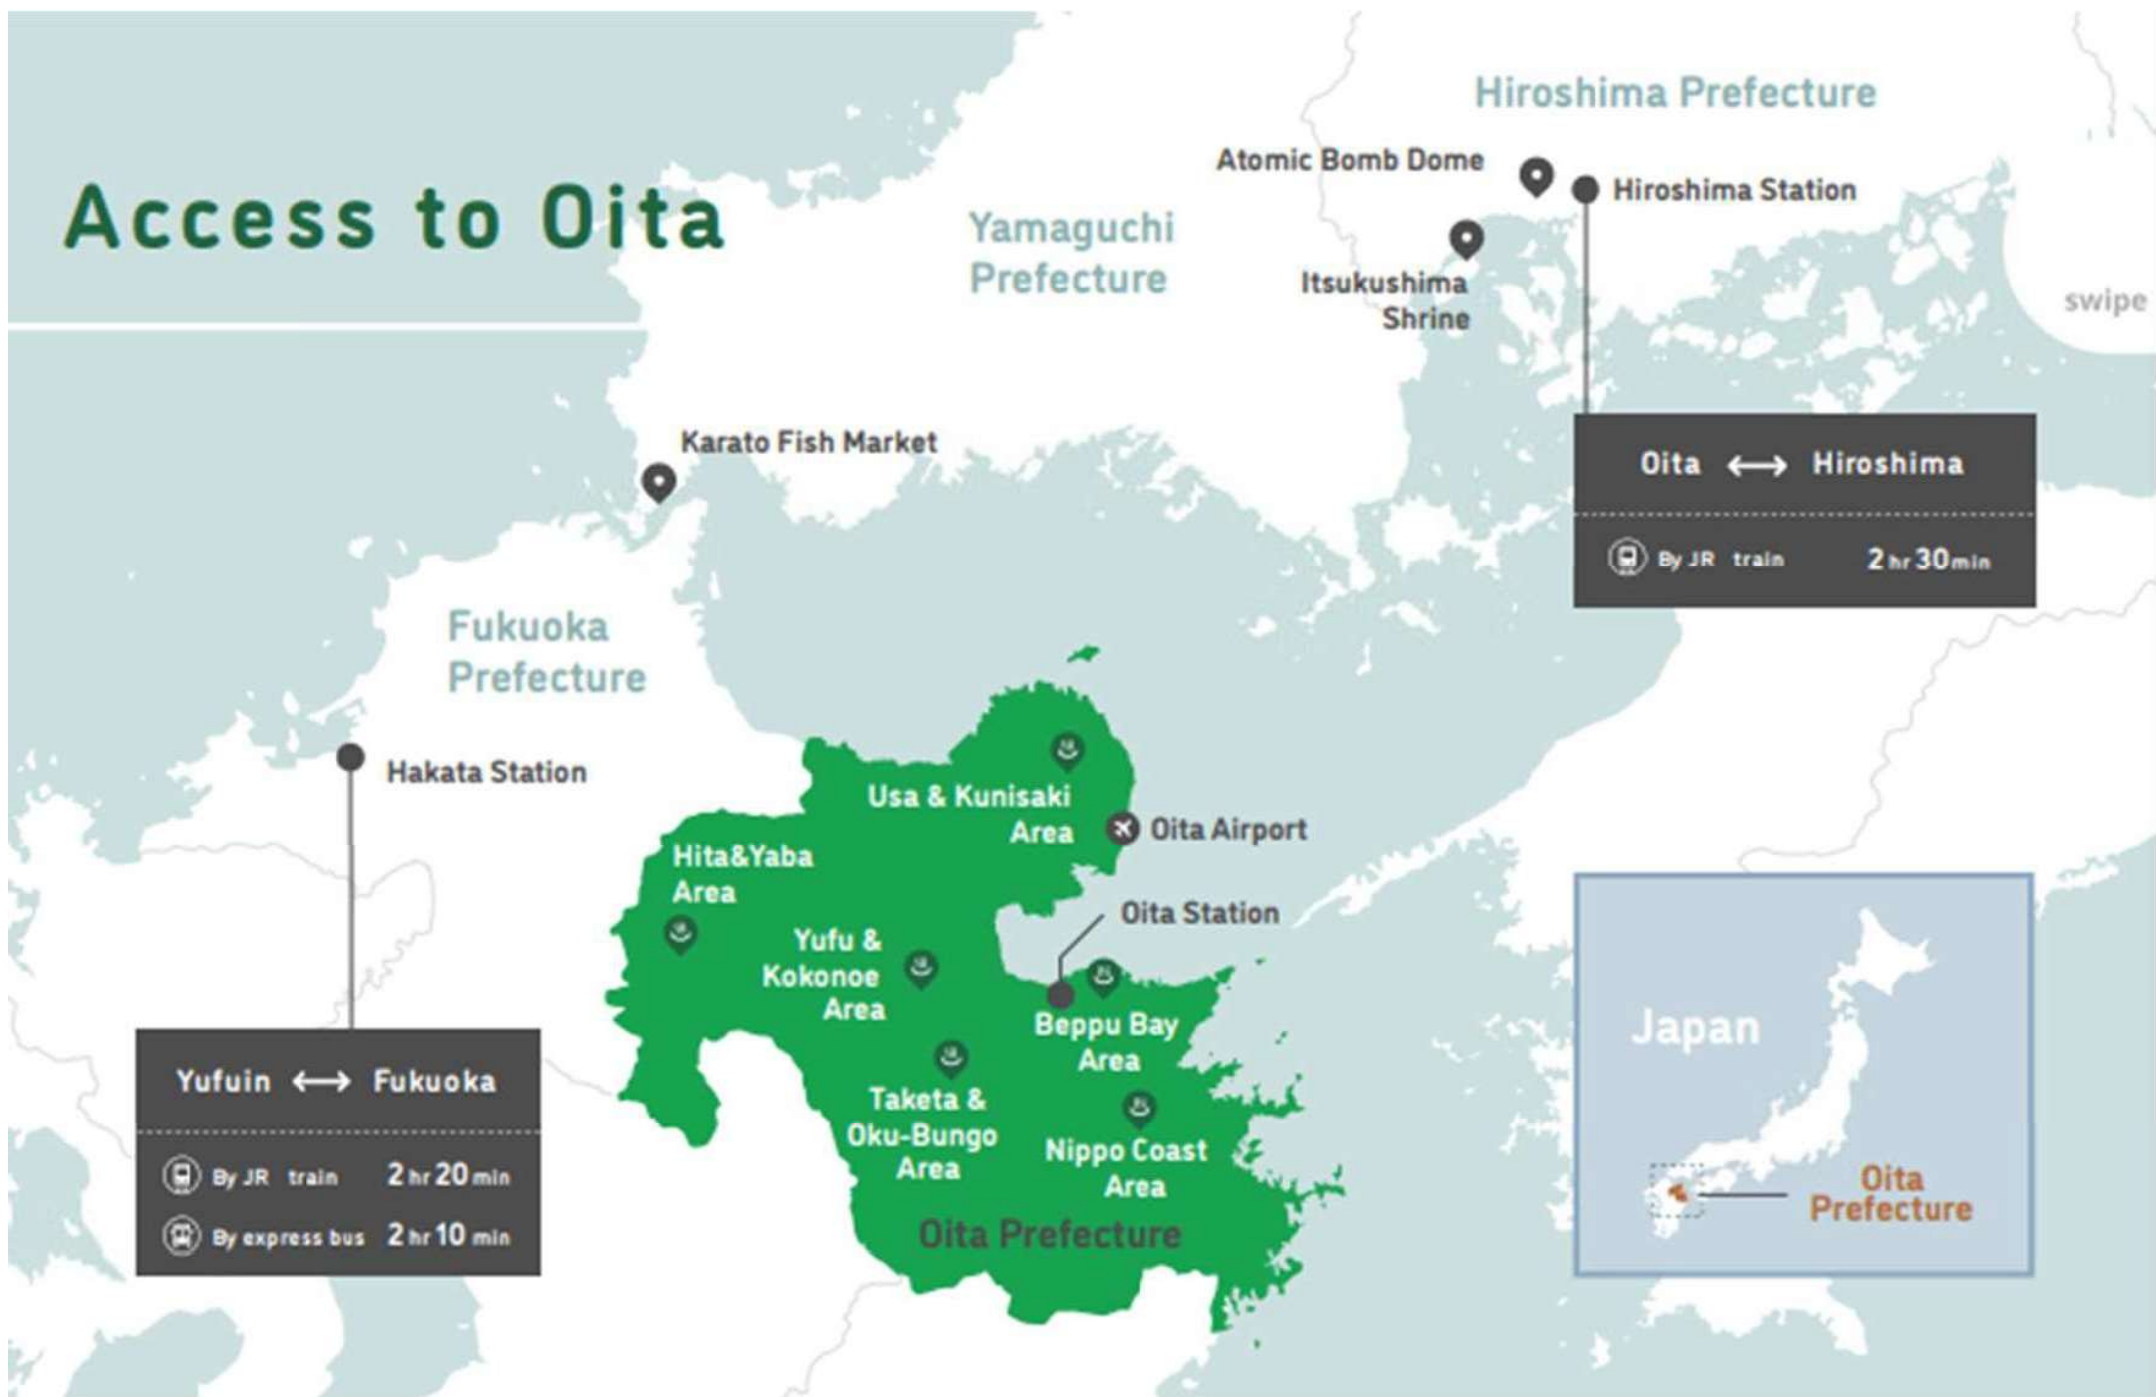 Access to Oita
Hiroshima Prefecture
Atomic Bomb Dome
Hiroshima Station
Yamaguchi
Prefecture
Itsukushima
Shrine
swipe
Karato Fish Market
Oita ⟷ Hiroshima
By JR train 2 hr 30 min
Fukuoka
Prefecture
Hakata Station
Usa & Kunisaki
Area
Oita Airport
Hita&Yaba
Area
Oita Station
Yufu &
Kokonoe
Area
Beppu Bay
Area
Taketa &
Oku-Bungo
Area
Nippo Coast
Area
Oita Prefecture
Yufuin ⟷ Fukuoka
By JR train 2 hr 20 min
By express bus 2 hr 10 min
Japan
Oita
Prefecture